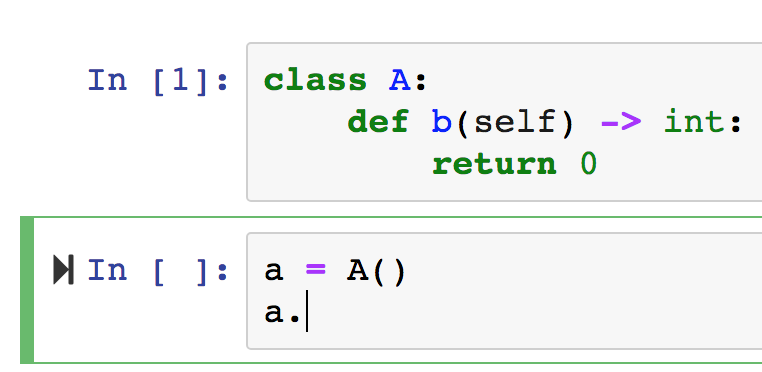 In [1]: class A:
    def b(self) -> int:
        return 0
In [ ]: a = A()
a.